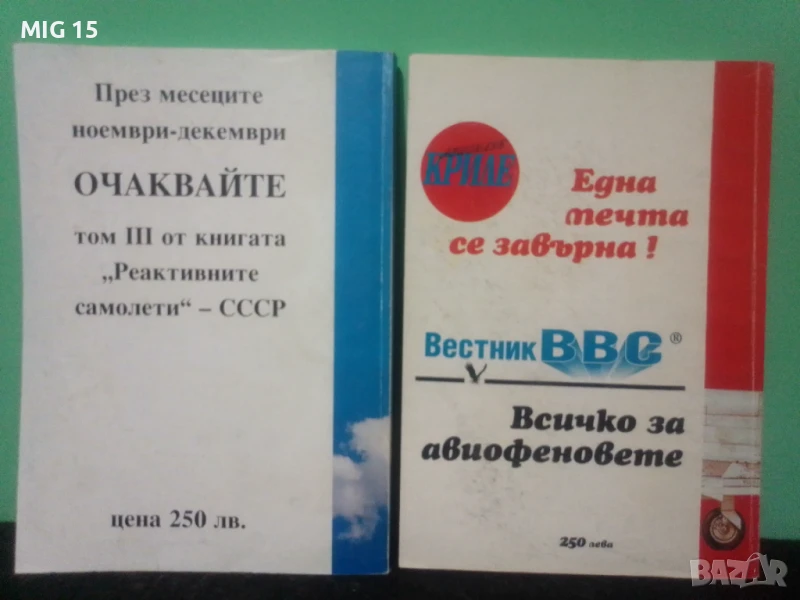 MIG 15
През месеците
ноември-декември
ОЧАКВАЙТЕ
том III от книгата
„Реактивните
самолети“ – СССР
цена 250 лв.
КРИЛЕ
Една
мечта
се завърна !
Вестник ВВС ®
Всичко за
авиофеновете
250 лева
BAZAR